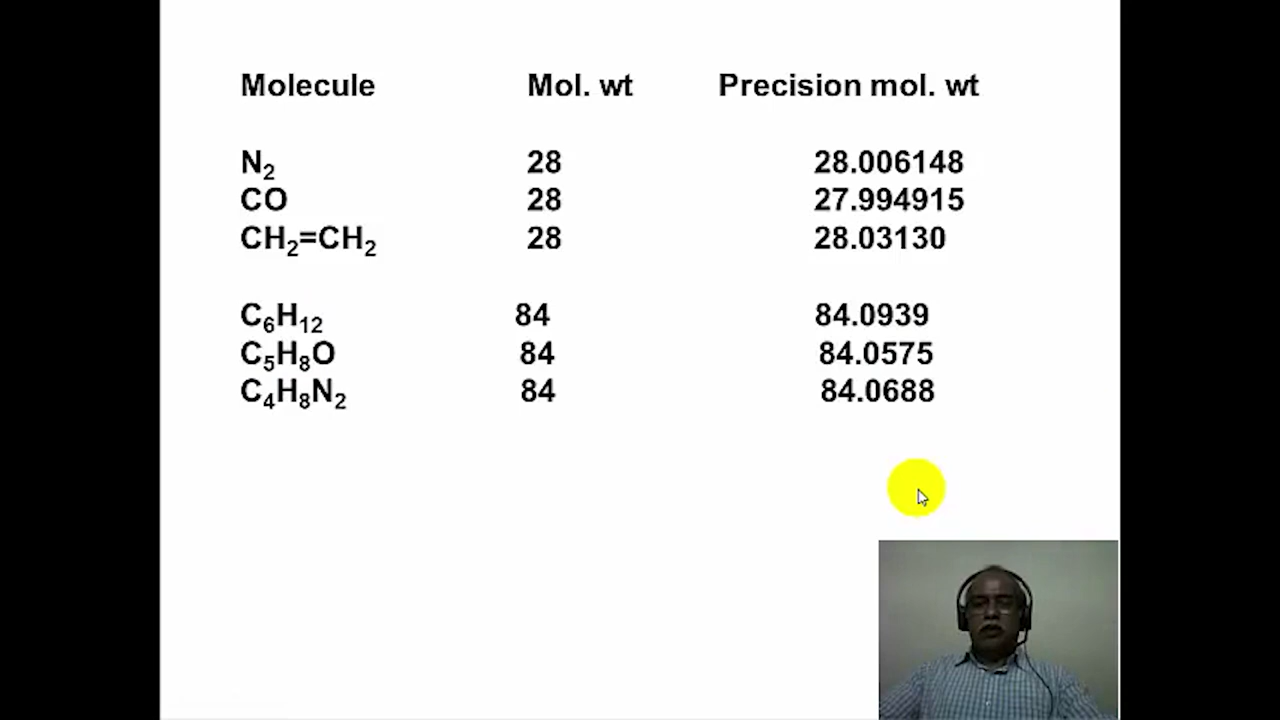 Molecule Mol. wt Precision mol. wt
N₂ 28 28.006148
CO 28 27.994915
CH₂=CH₂ 28 28.03130
C₆H₁₂ 84 84.0939
C₅H₈O 84 84.0575
C₄H₈N₂ 84 84.0688